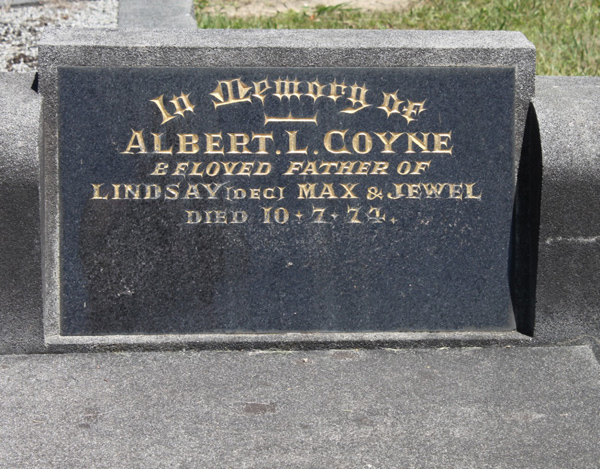 In Memory of
ALBERT. L. COYNE
BELOVED FATHER OF
LINDSAY (DEC) MAX & JEWEL
DIED 10·7·74.